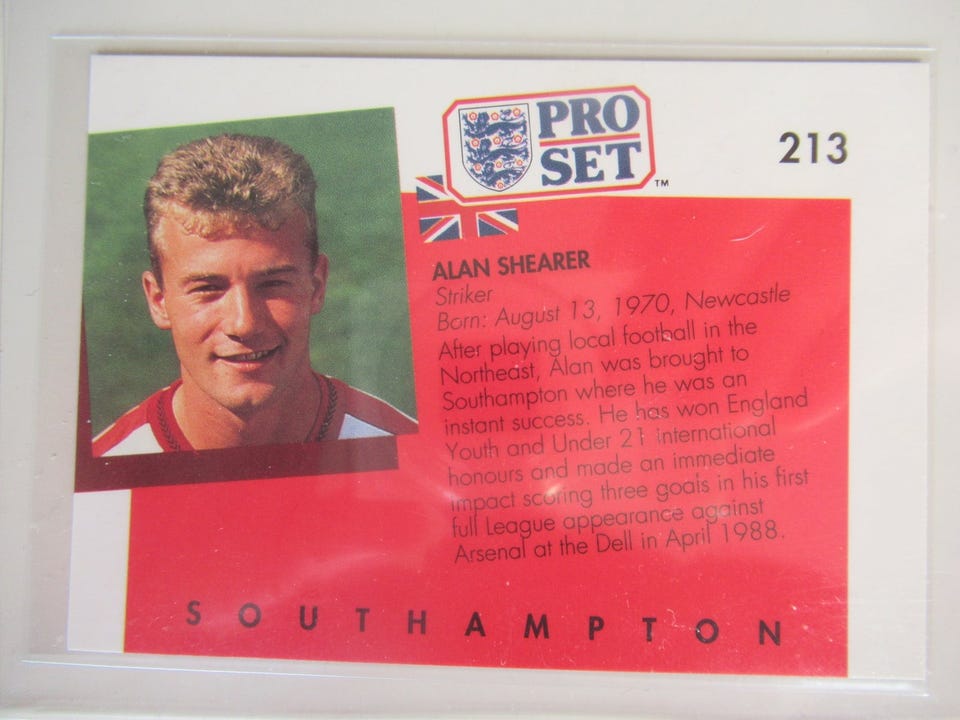 PRO
SET
TM
213
ALAN SHEARER
Striker
Born: August 13, 1970, Newcastle
After playing local football in the
Northeast, Alan was brought to
Southampton where he was an
instant success. He has won England
Youth and Under 21 international
honours and made an immediate
impact scoring three goals in his first
full League appearance against
Arsenal at the Dell in April 1988.
SOUTHAMPTON